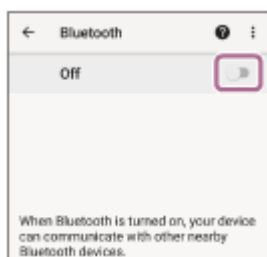 Bluetooth
Off
When Bluetooth is turned on, your device
can communicate with other nearby
Bluetooth devices.